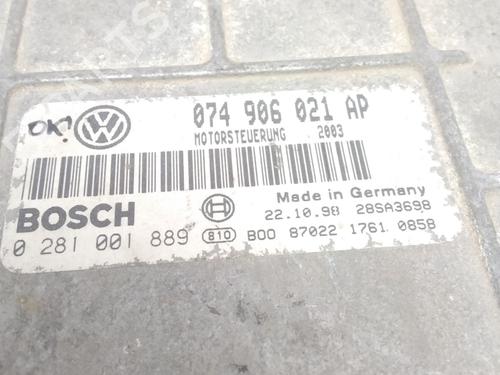 OK!
074 906 021 AP
MOTORSTEUERUNG 2003
BOSCH
Made in Germany
22.10.98 28SA3698
0 281 001 889 810 B00 87022 1761 0858